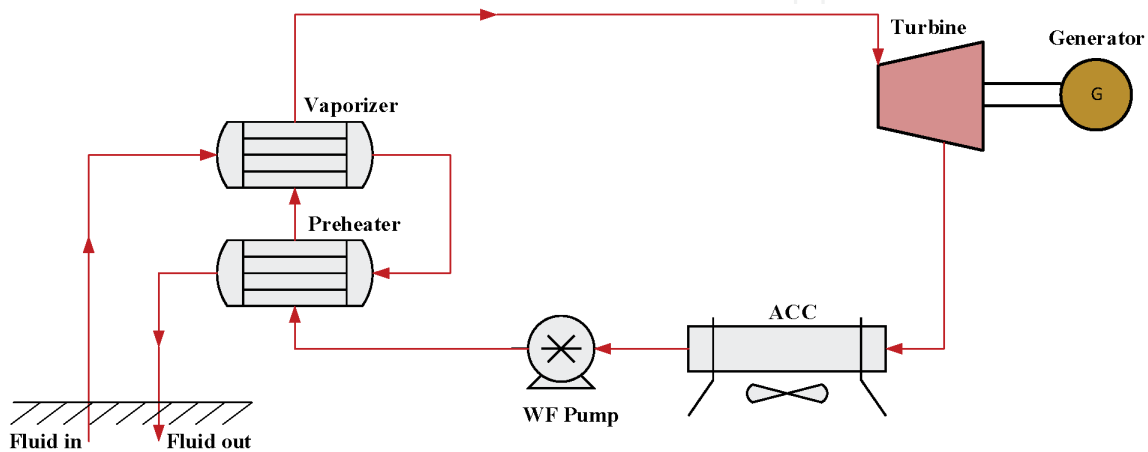 Turbine
Generator
G
Vaporizer
Preheater
ACC
WF Pump
Fluid in
Fluid out